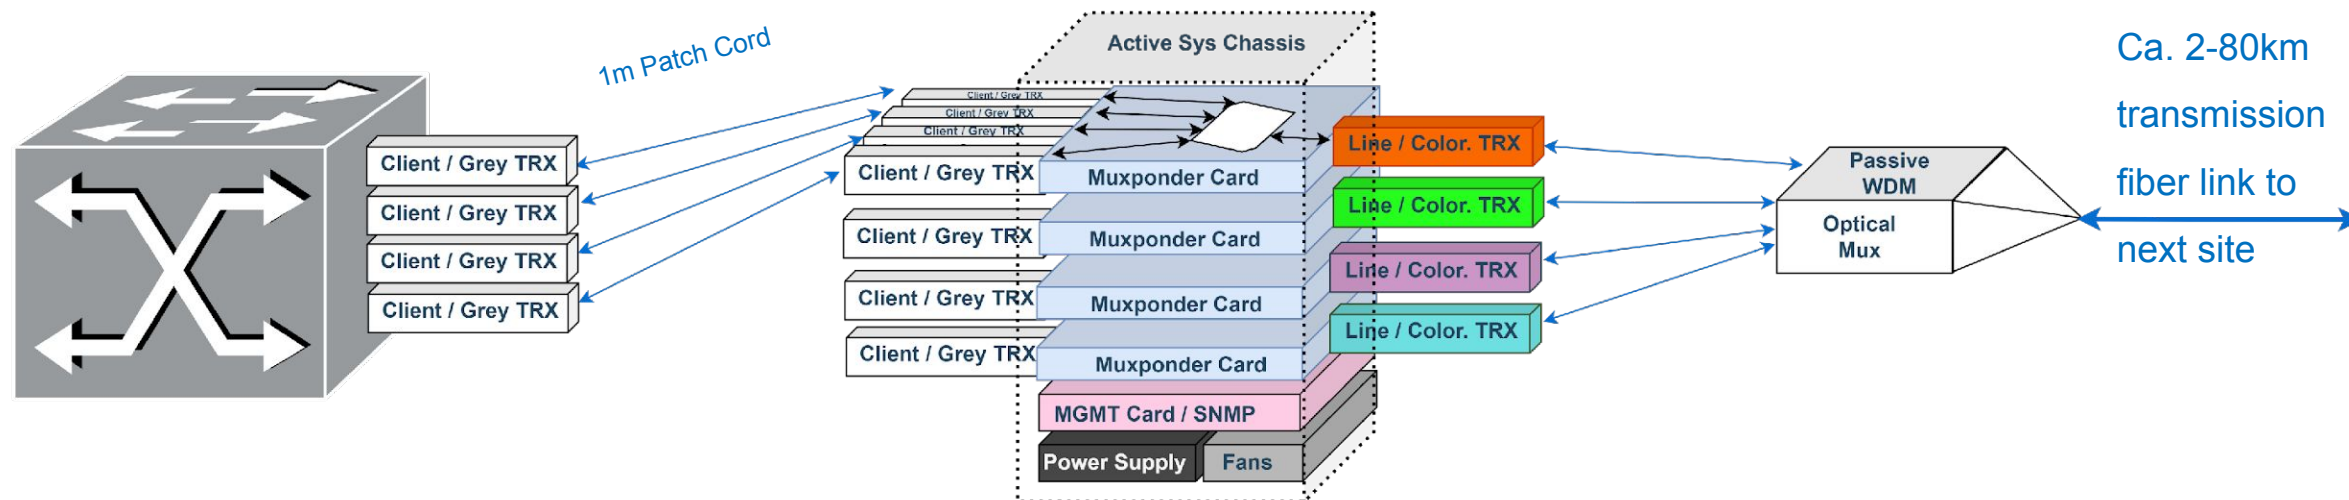 1m Patch Cord
Client / Grey TRX
Client / Grey TRX
Client / Grey TRX
Client / Grey TRX
Active Sys Chassis
Client / Grey TRX
Client / Grey TRX
Client / Grey TRX
Client / Grey TRX
Muxponder Card
Client / Grey TRX
Muxponder Card
Client / Grey TRX
Muxponder Card
Client / Grey TRX
Muxponder Card
MGMT Card / SNMP
Power Supply
Fans
Line / Color. TRX
Line / Color. TRX
Line / Color. TRX
Line / Color. TRX
Passive
WDM
Optical
Mux
Ca. 2-80km
transmission
fiber link to
next site